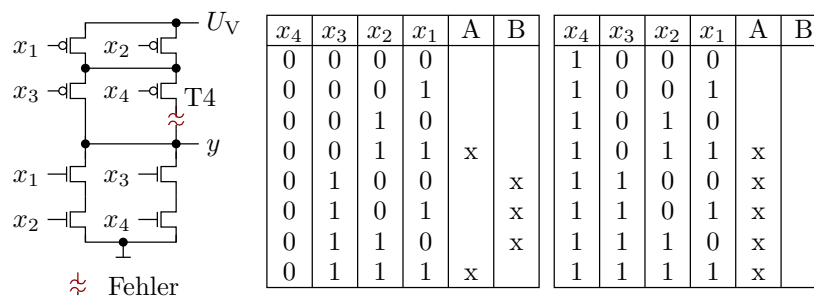 x₁ x₂ U_V
x₃ x₄ T4
y
x₁ x₃
x₂ x₄
Fehler
x₄ x₃ x₂ x₁ A B
0 0 0 0
0 0 0 1
0 0 1 0
0 0 1 1 x
0 1 0 0 x
0 1 0 1 x
0 1 1 0 x
0 1 1 1 x
x₄ x₃ x₂ x₁ A B
1 0 0 0
1 0 0 1
1 0 1 0
1 0 1 1 x
1 1 0 0 x
1 1 0 1 x
1 1 1 0 x
1 1 1 1 x